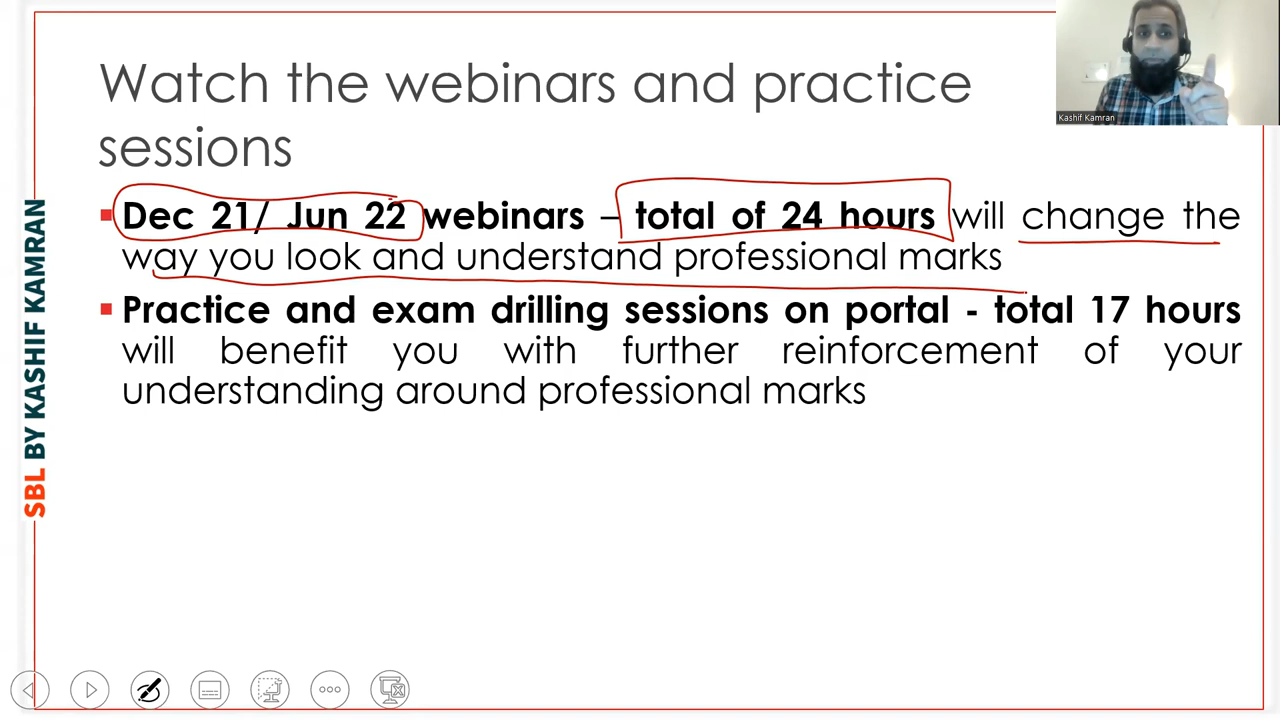 Watch the webinars and practice
sessions
Dec 21/ Jun 22 webinars – total of 24 hours will change the
way you look and understand professional marks
Practice and exam drilling sessions on portal - total 17 hours
will benefit you with further reinforcement of your
understanding around professional marks
SBL BY KASHIF KAMRAN
Kashif Kamran